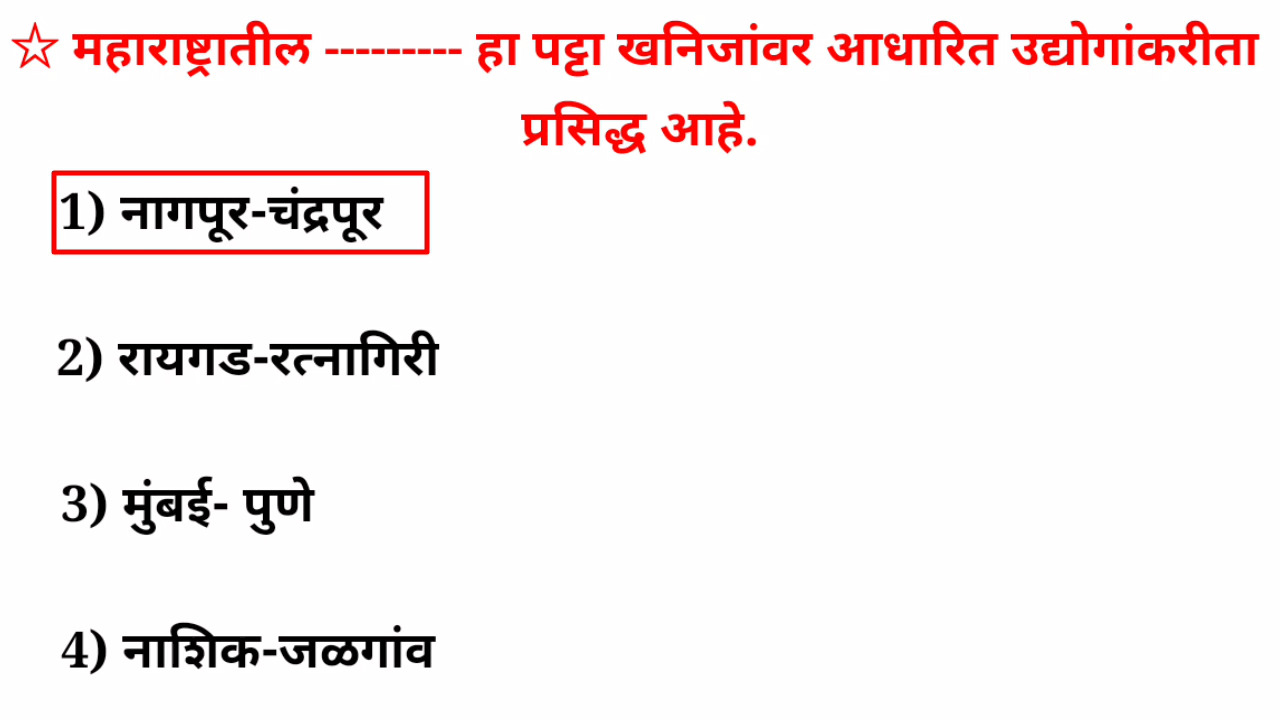 ☆ महाराष्ट्रातील --------- हा पट्टा खनिजांवर आधारित उद्योगांकरीता
प्रसिद्ध आहे.
1) नागपूर-चंद्रपूर
2) रायगड-रत्नागिरी
3) मुंबई- पुणे
4) नाशिक-जळगांव